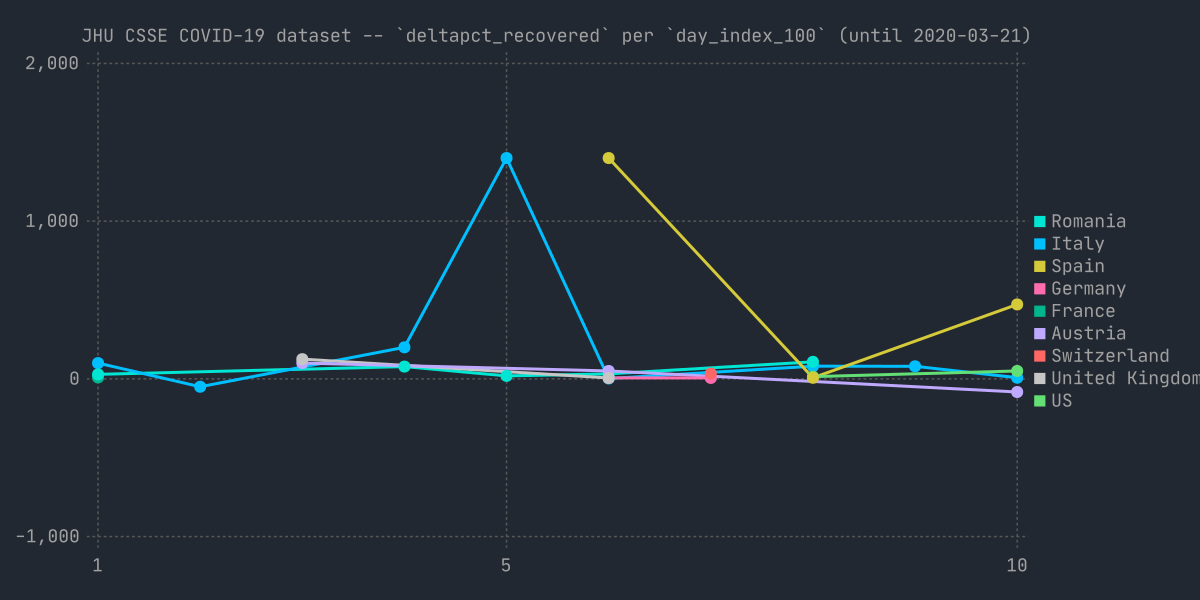 JHU CSSE COVID-19 dataset -- `deltapct_recovered` per `day_index_100` (until 2020-03-21)
2,000
1,000
0
-1,000
1
5
10
Romania
Italy
Spain
Germany
France
Austria
Switzerland
United Kingdom
US